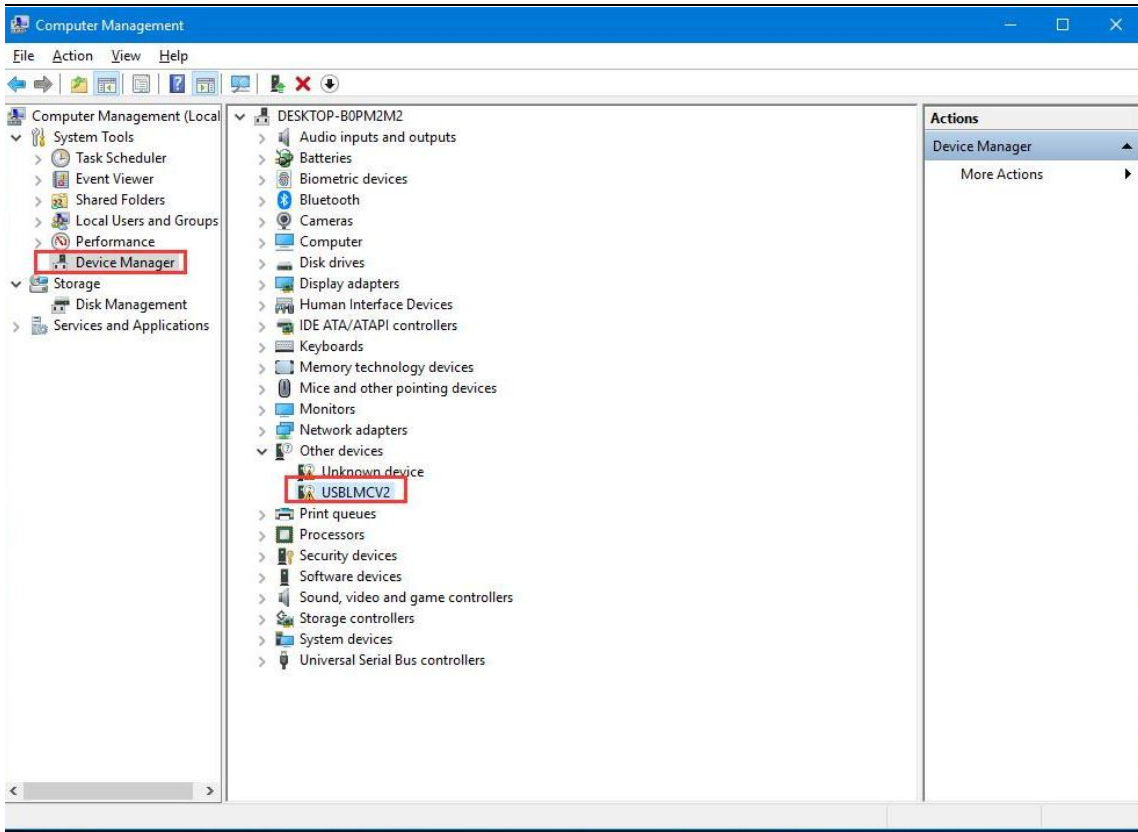 Computer Management
File Action View Help
Computer Management (Local
System Tools
Task Scheduler
Event Viewer
Shared Folders
Local Users and Groups
Performance
Device Manager
Storage
Disk Management
Services and Applications
DESKTOP-B0PM2M2
Audio inputs and outputs
Batteries
Biometric devices
Bluetooth
Cameras
Computer
Disk drives
Display adapters
Human Interface Devices
IDE ATA/ATAPI controllers
Keyboards
Memory technology devices
Mice and other pointing devices
Monitors
Network adapters
Other devices
Unknown device
USBLMCV2
Print queues
Processors
Security devices
Software devices
Sound, video and game controllers
Storage controllers
System devices
Universal Serial Bus controllers
Actions
Device Manager
More Actions